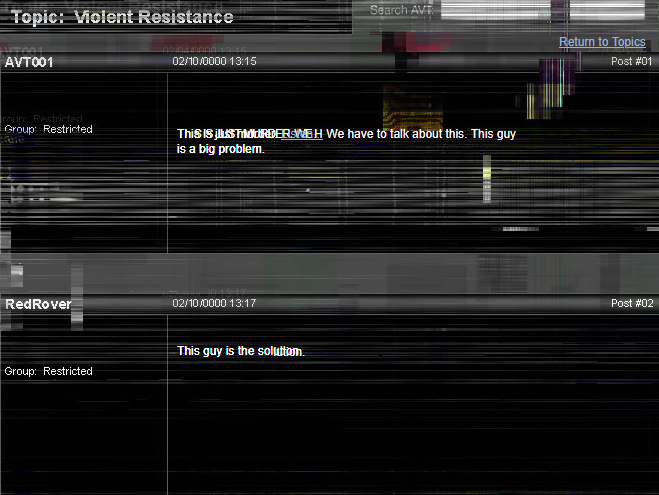 Topic: Violent Resistance
Search AVT:
Return to Topics
AVT001 02/10/0000 13:15 Post #01
Group: Restricted
This is just MURDER We have to talk about this. This guy
is a big problem.
RedRover 02/10/0000 13:17 Post #02
This guy is the solution.
Group: Restricted